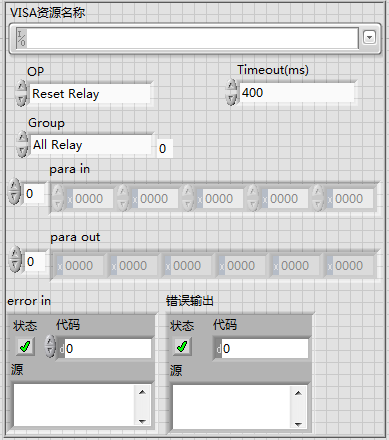 VISA资源名称
I/O
OP Timeout(ms)
Reset Relay 400
Group
All Relay 0
para in
0 x 0000 x 0000 x 0000 x 0000 x 0000
para out
0 x 0000 x 0000 x 0000 x 0000 x 0000 x 0000
error in 错误输出
状态 代码 状态 代码
d 0 d 0
源 源